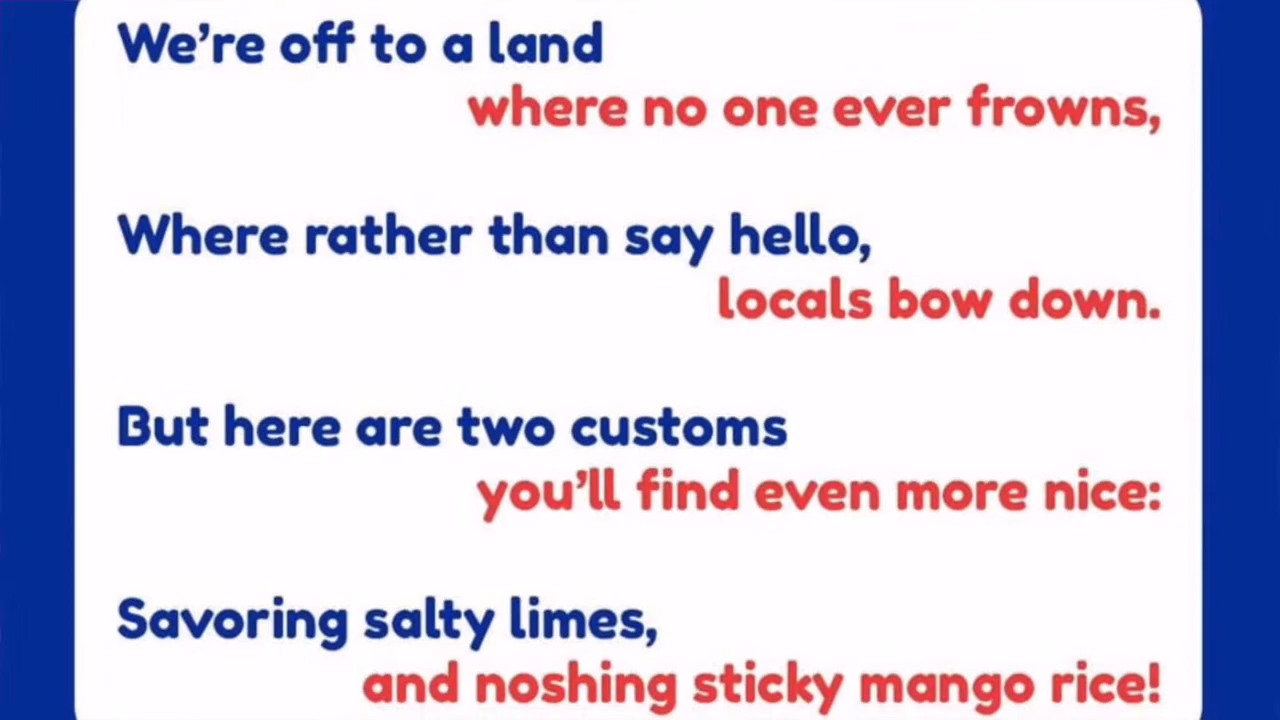 We're off to a land
where no one ever frowns,
Where rather than say hello,
locals bow down.
But here are two customs
you'll find even more nice:
Savoring salty limes,
and noshing sticky mango rice!